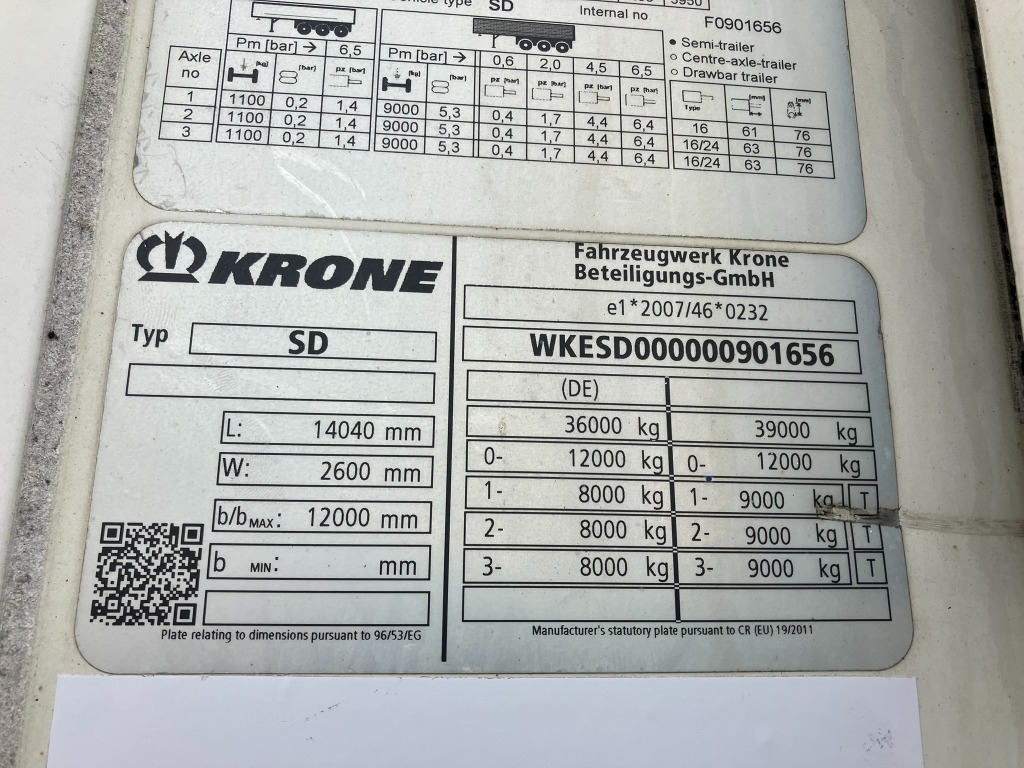 Vehicle type SD Internal no F0901656
3950
Pm [bar] → 6,5 Pm [bar] → 0,6 2,0 4,5 6,5
● Semi-trailer
○ Centre-axle-trailer
○ Drawbar trailer
Axle no [kg] [bar] pz [bar] [kg] [bar] pz [bar] pz [bar] pz [bar] pz [bar] Type [mm] [mm]
1 1100 0,2 1,4 9000 5,3 0,4 1,7 4,4 6,4 16 61 76
2 1100 0,2 1,4 9000 5,3 0,4 1,7 4,4 6,4 16/24 63 76
3 1100 0,2 1,4 9000 5,3 0,4 1,7 4,4 6,4 16/24 63 76
KRONE
Typ SD
L: 14040 mm
W: 2600 mm
b/b MAX: 12000 mm
b MIN: mm
Plate relating to dimensions pursuant to 96/53/EG
Fahrzeugwerk Krone
Beteiligungs-GmbH
e1*2007/46*0232
WKESD000000901656
(DE)
36000 kg 39000 kg
0- 12000 kg 0- 12000 kg
1- 8000 kg 1- 9000 kg T
2- 8000 kg 2- 9000 kg T
3- 8000 kg 3- 9000 kg T
Manufacturer's statutory plate pursuant to CR (EU) 19/2011